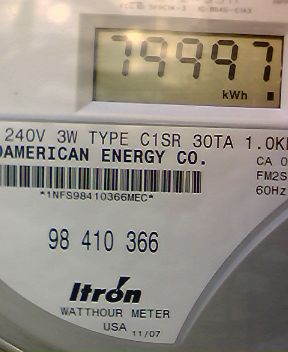 79997
kWh
240V 3W TYPE C1SR 30TA 1.0K
AMERICAN ENERGY CO.
CA 0
FM2S
60Hz
*1NFS98410366MEC*
98 410 366
Itrón
WATTHOUR METER
USA 11/07